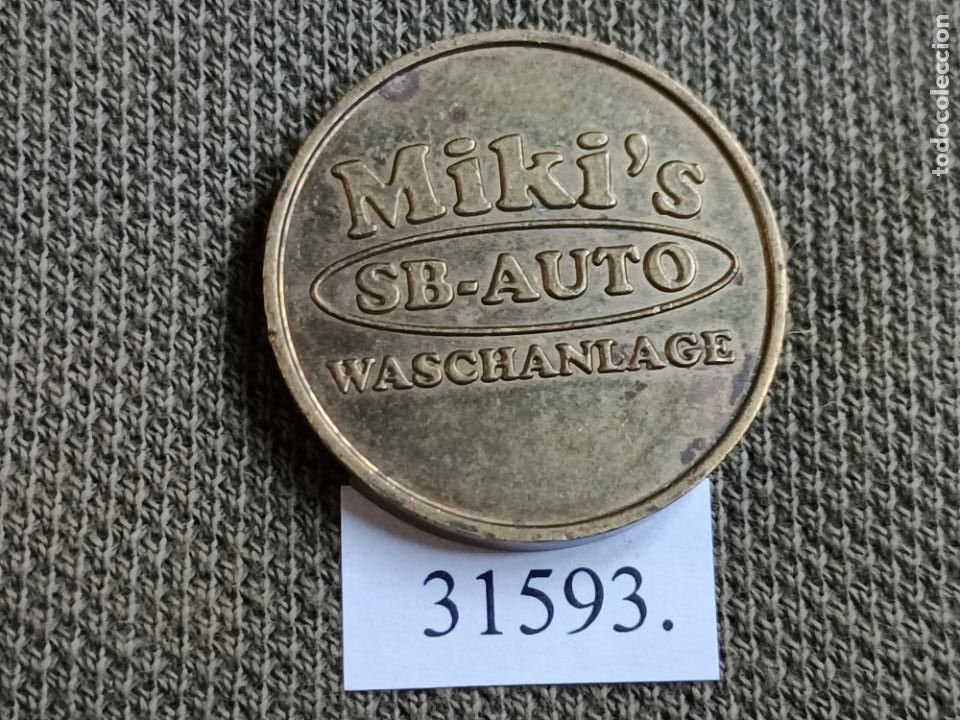 Miki's
SB-AUTO
WASCHANLAGE
31593.
todocoleccion